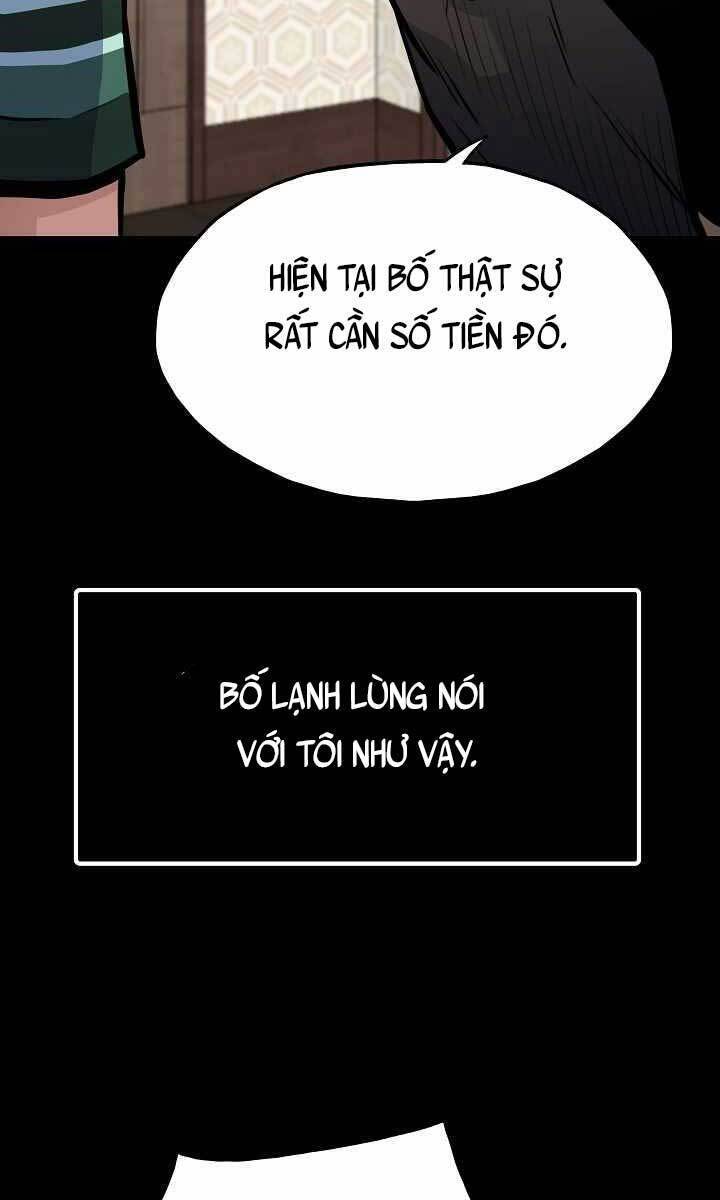 HIỆN TẠI BỐ THẬT SỰ
RẤT CẦN SỐ TIỀN ĐÓ.
BỐ LẠNH LÙNG NÓI
VỚI TÔI NHƯ VẬY.